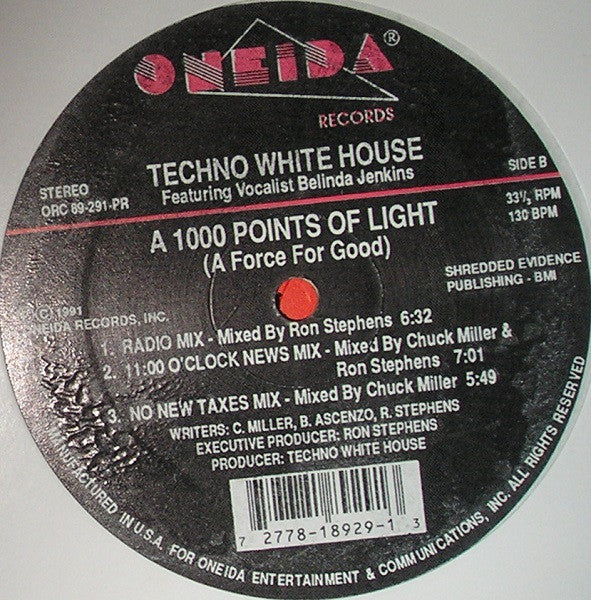 ONEIDA®
RECORDS
TECHNO WHITE HOUSE
Featuring Vocalist Belinda Jenkins
STEREO
ORC 89-291-PR
SIDE B
33⅓ RPM
130 BPM
A 1000 POINTS OF LIGHT
(A Force For Good)
SHREDDED EVIDENCE
PUBLISHING - BMI
(C) 1991
ONEIDA RECORDS, INC.
1. RADIO MIX - Mixed By Ron Stephens 6:32
2. 11:00 O'CLOCK NEWS MIX - Mixed By Chuck Miller &
Ron Stephens 7:01
3. NO NEW TAXES MIX - Mixed By Chuck Miller 5:49
WRITERS: C. MILLER, B. ASCENZO, R. STEPHENS
EXECUTIVE PRODUCER: RON STEPHENS
PRODUCER: TECHNO WHITE HOUSE
7 2778-18929-1 3
MANUFACTURED IN U.S.A. FOR ONEIDA ENTERTAINMENT & COMMUNICATIONS, INC. ALL RIGHTS RESERVED